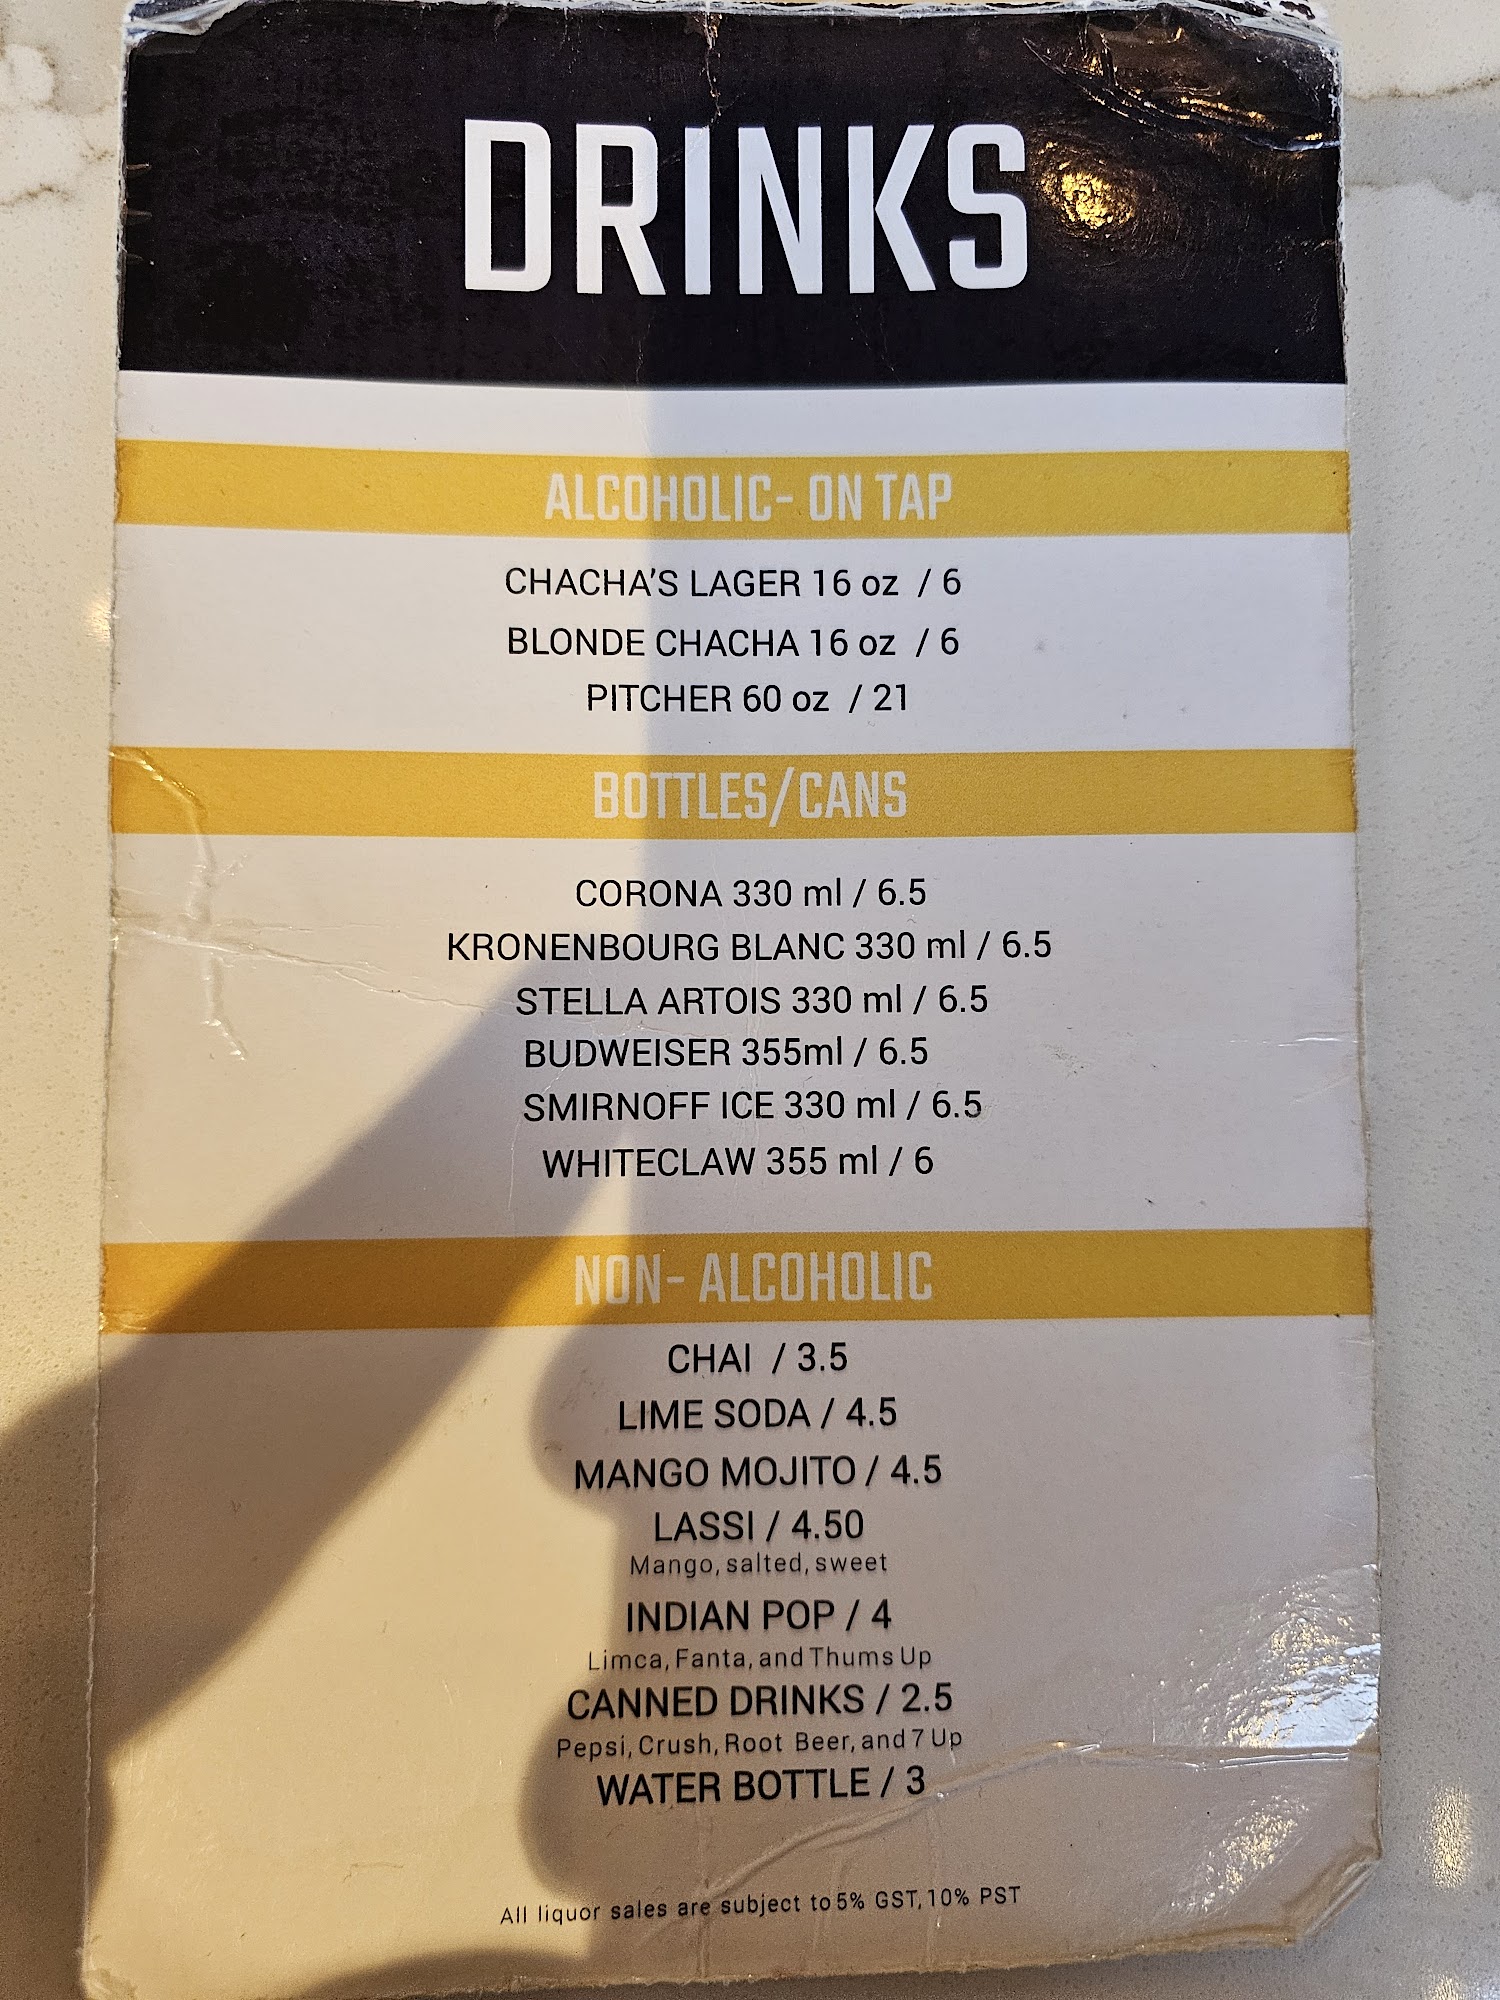 DRINKS
ALCOHOLIC- ON TAP
CHACHA'S LAGER 16 oz / 6
BLONDE CHACHA 16 oz / 6
PITCHER 60 oz / 21
BOTTLES/CANS
CORONA 330 ml / 6.5
KRONENBOURG BLANC 330 ml / 6.5
STELLA ARTOIS 330 ml / 6.5
BUDWEISER 355ml / 6.5
SMIRNOFF ICE 330 ml / 6.5
WHITECLAW 355 ml / 6
NON- ALCOHOLIC
CHAI / 3.5
LIME SODA / 4.5
MANGO MOJITO / 4.5
LASSI / 4.50
Mango, salted, sweet
INDIAN POP / 4
Limca, Fanta, and Thums Up
CANNED DRINKS / 2.5
Pepsi, Crush, Root Beer, and 7 Up
WATER BOTTLE / 3
All liquor sales are subject to 5% GST, 10% PST